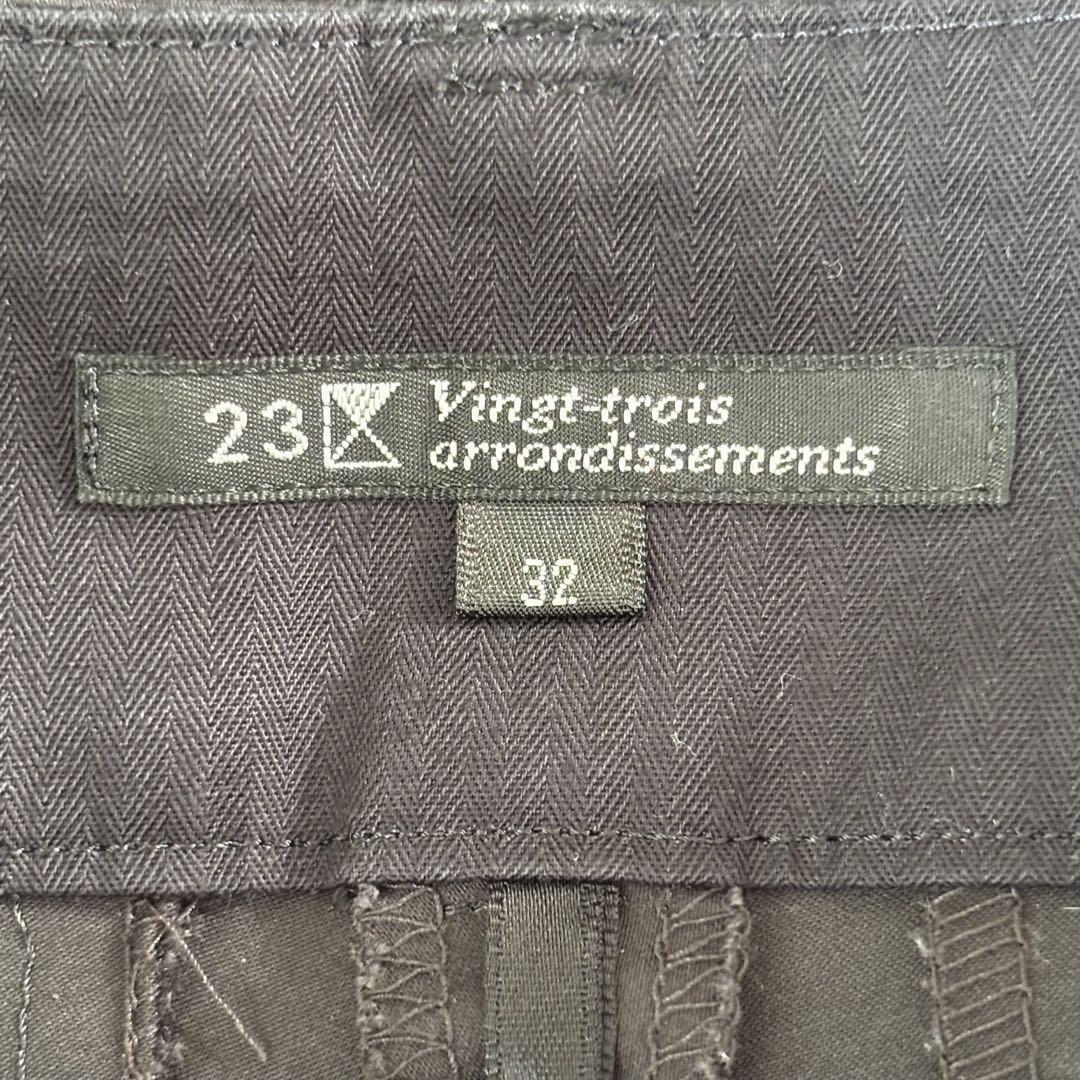 23 Vingt-trois
arrondissements
32